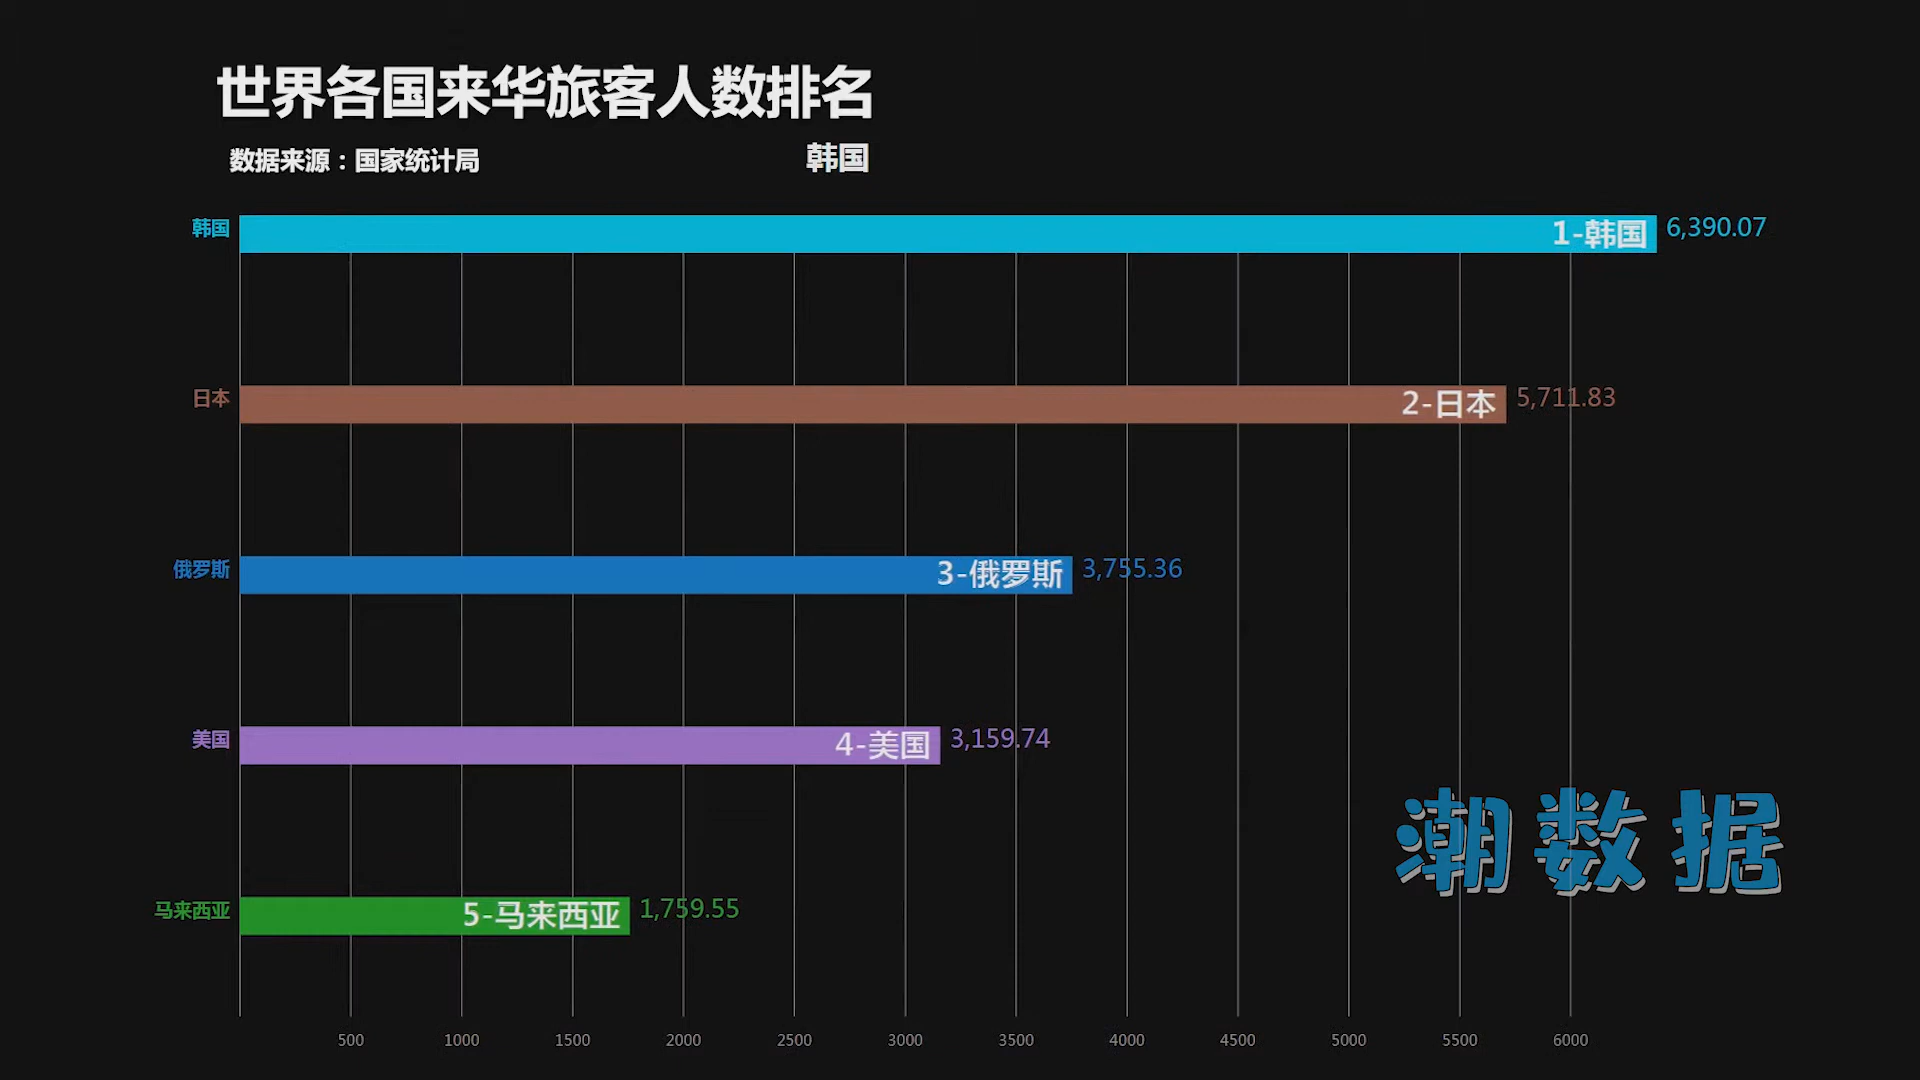 世界各国来华旅客人数排名
数据来源：国家统计局
韩国
韩国
1-韩国
6,390.07
日本
2-日本
5,711.83
俄罗斯
3-俄罗斯
3,755.36
美国
4-美国
3,159.74
马来西亚
5-马来西亚
1,759.55
潮数据
500 1000 1500 2000 2500 3000 3500 4000 4500 5000 5500 6000